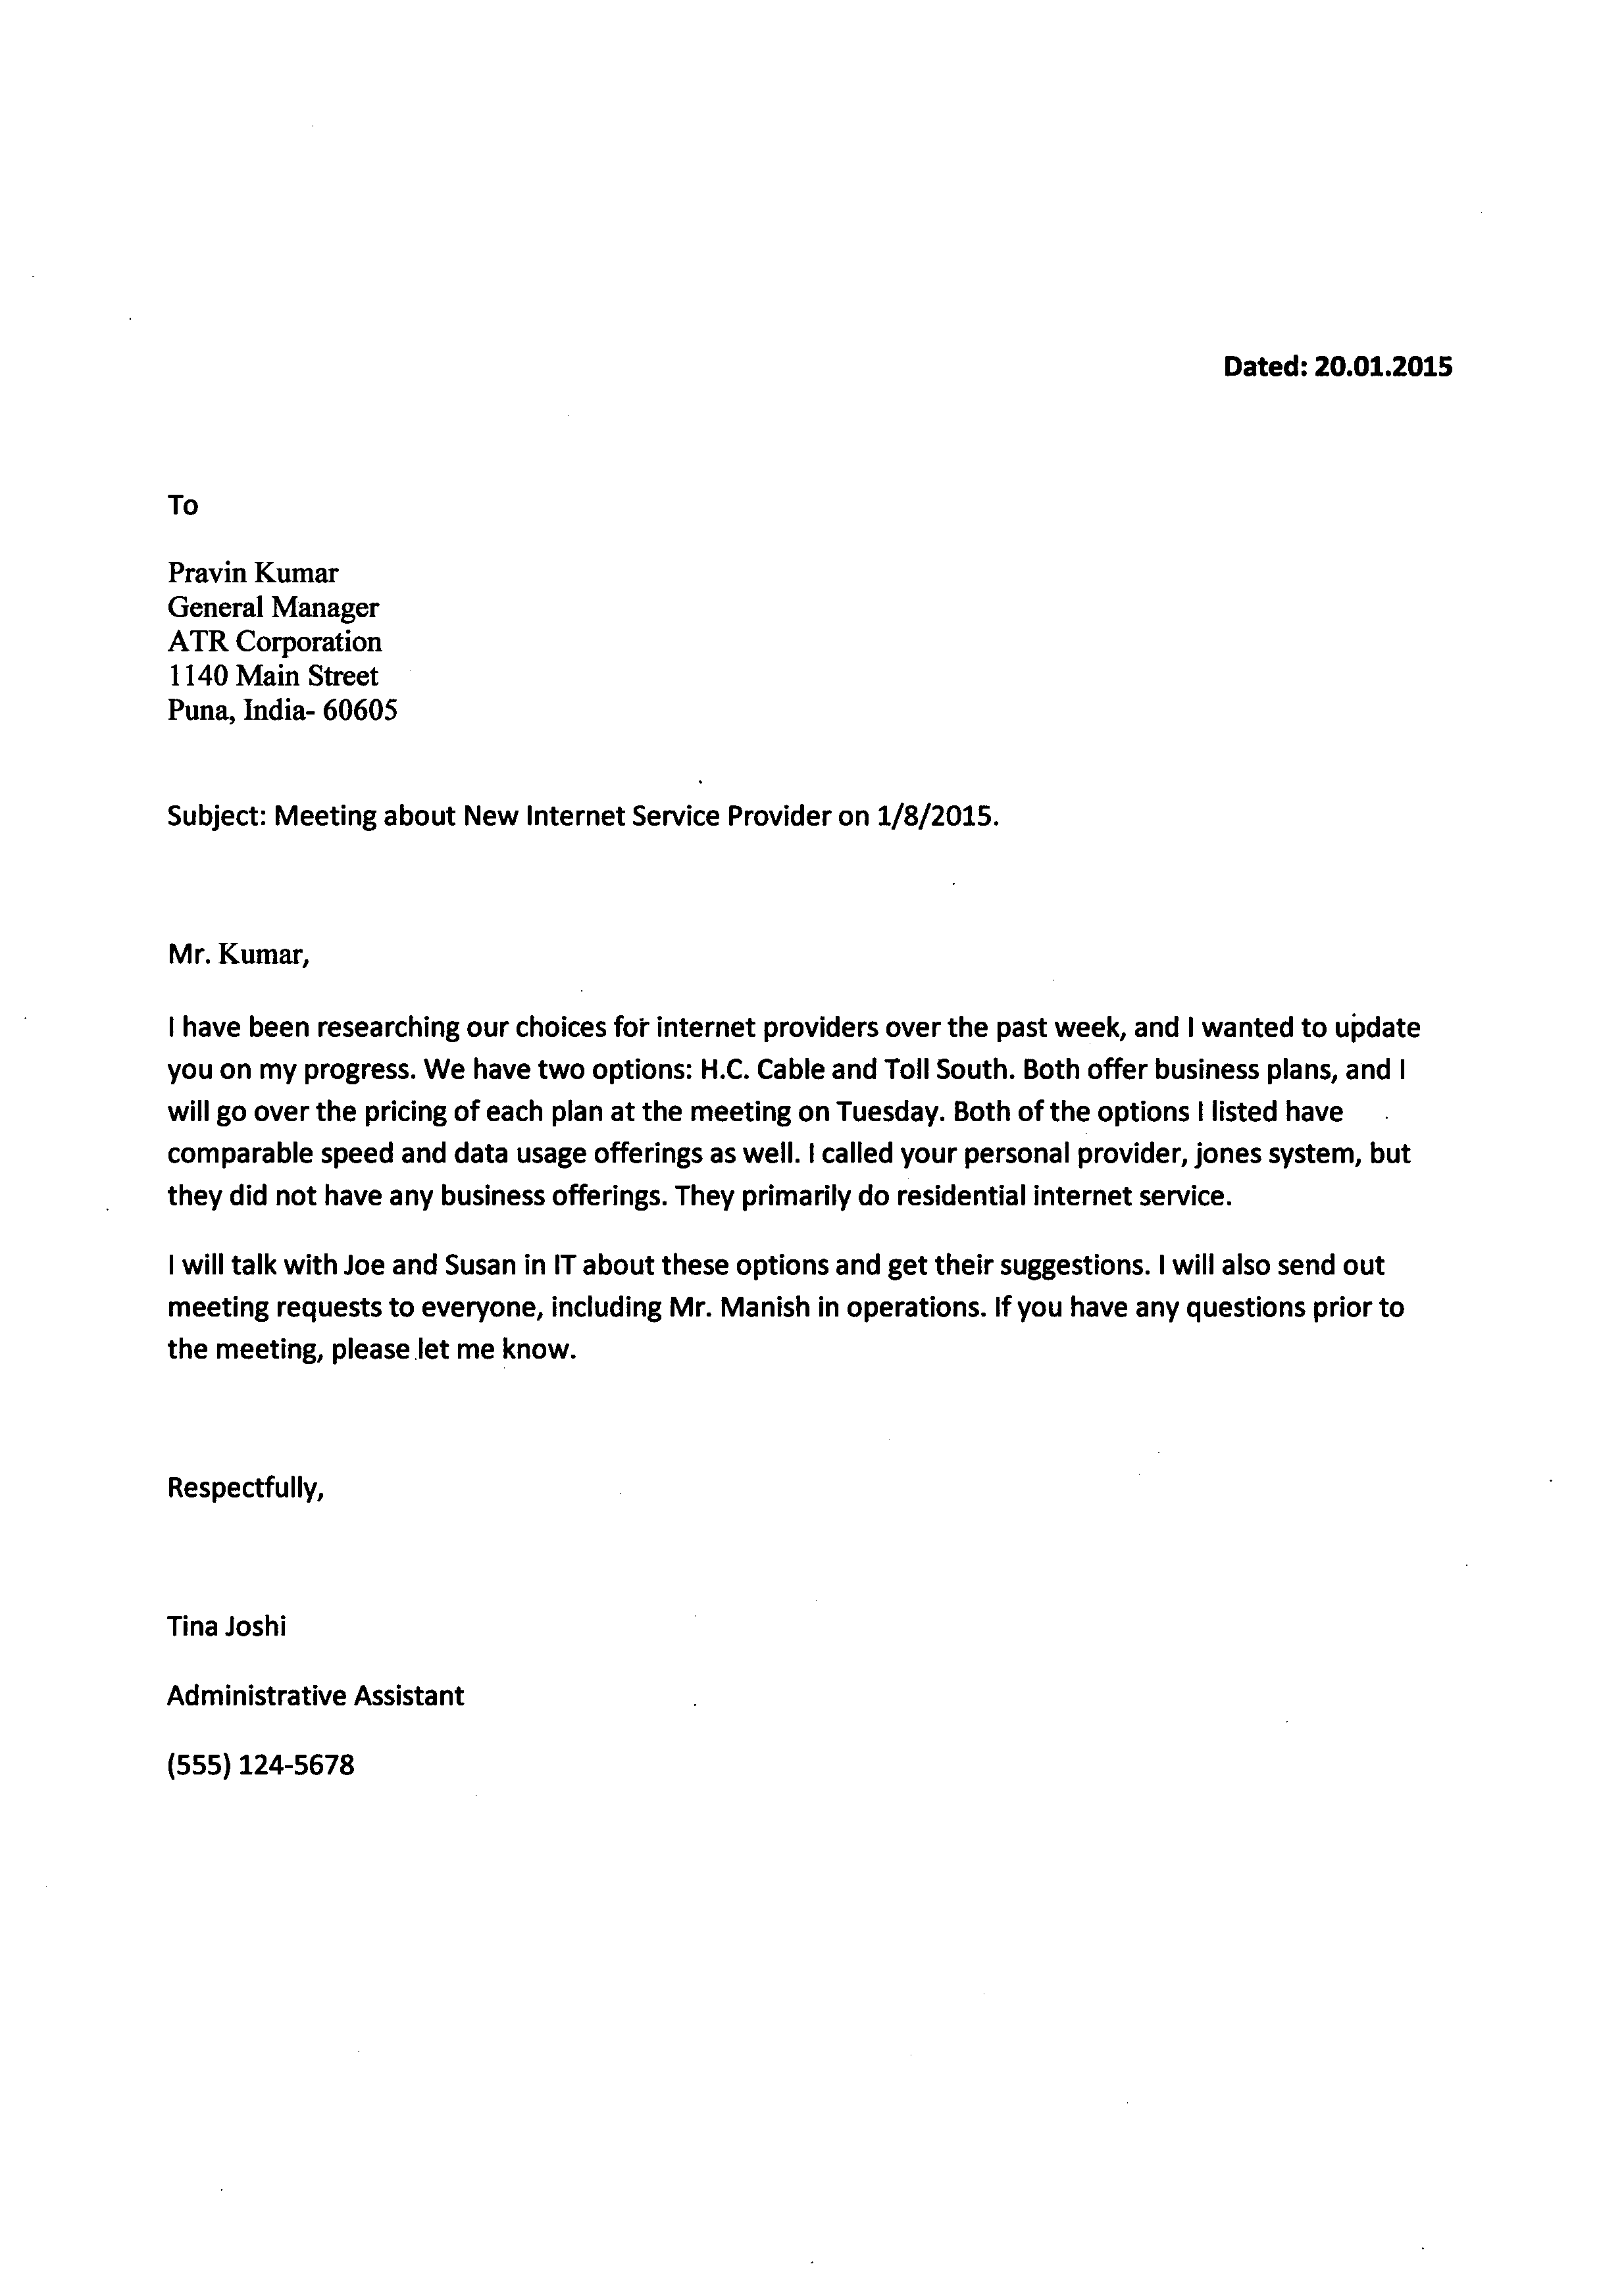 Dated: 20.01.2015
To
Pravin Kumar
General Manager
ATR Corporation
1140 Main Street
Puna, India- 60605
Subject: Meeting about New Internet Service Provider on 1/8/2015.
Mr. Kumar,
I have been researching our choices for internet providers over the past week, and I wanted to update
you on my progress. We have two options: H.C. Cable and Toll South. Both offer business plans, and I
will go over the pricing of each plan at the meeting on Tuesday. Both of the options I listed have
comparable speed and data usage offerings as well. I called your personal provider, jones system, but
they did not have any business offerings. They primarily do residential internet service.
I will talk with Joe and Susan in IT about these options and get their suggestions. I will also send out
meeting requests to everyone, including Mr. Manish in operations. If you have any questions prior to
the meeting, please let me know.
Respectfully,
Tina Joshi
Administrative Assistant
(555) 124-5678